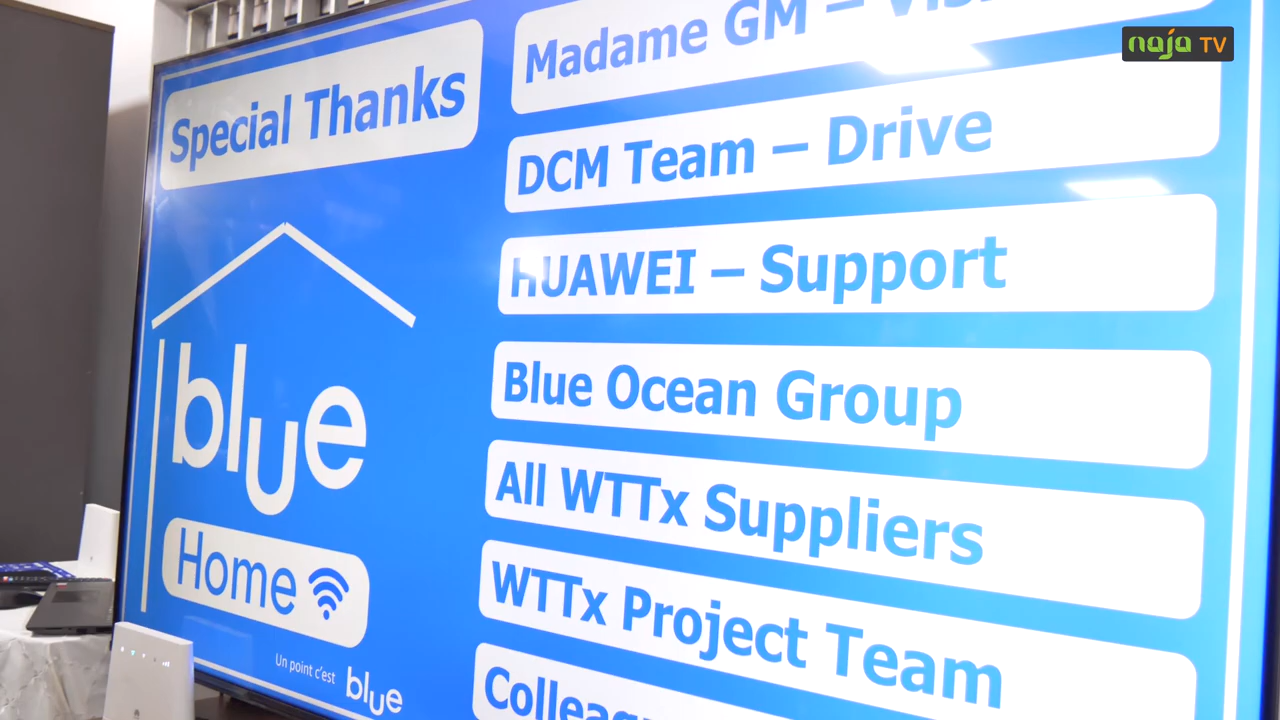 naja TV
Special Thanks
Madame GM –
DCM Team – Drive
HUAWEI – Support
Blue Ocean Group
All WTTx Suppliers
WTTx Project Team
blue
Home
Un point c'est blue